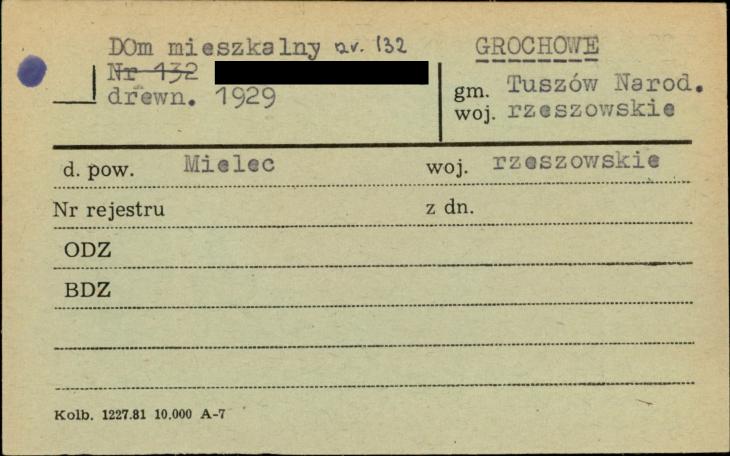 DOm mieszkalny nr. 132 GROCHOWE
Nr 132
drewn. 1929 gm. Tuszów Narod.
woj. rzeszowskie
d. pow. Mielec woj. rzeszowskie
Nr rejestru z dn.
ODZ
BDZ
Kolb. 1227.81 10.000 A-7